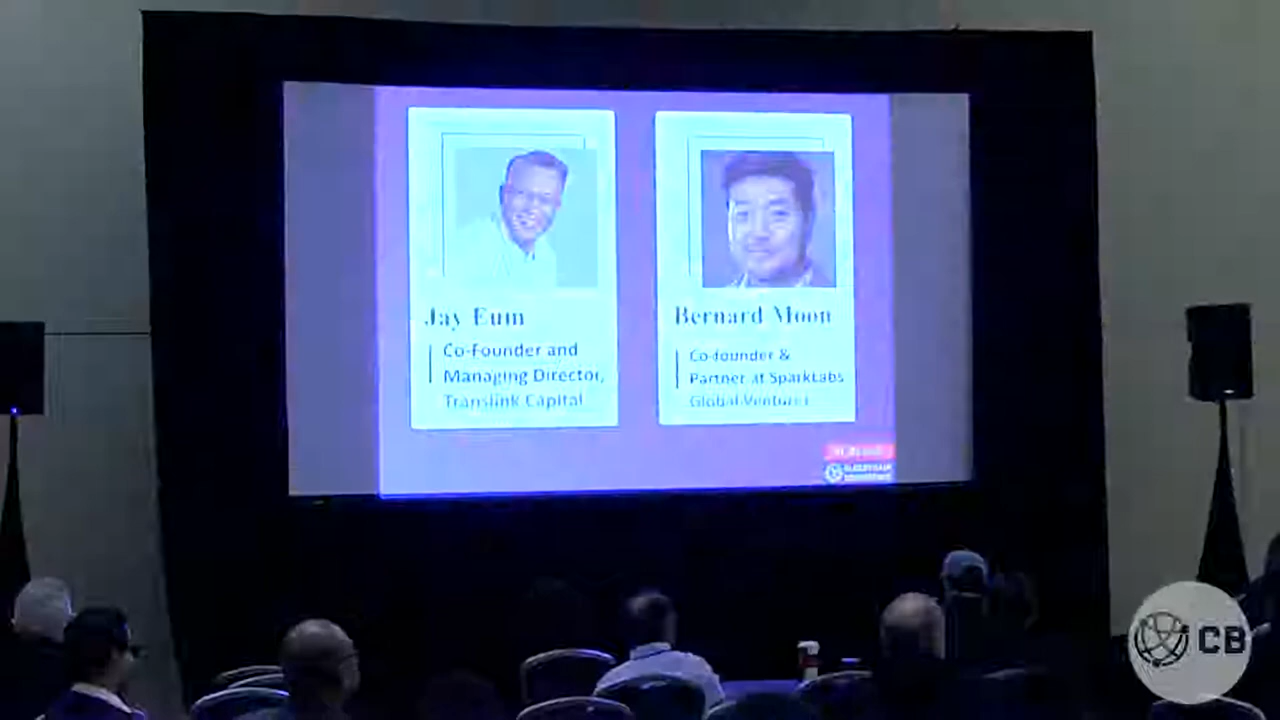 Jay Eum
Co-Founder and
Managing Director,
Translink Capital
Bernard Moon
Co-founder &
Partner at SparkLabs
Global Ventures
CB